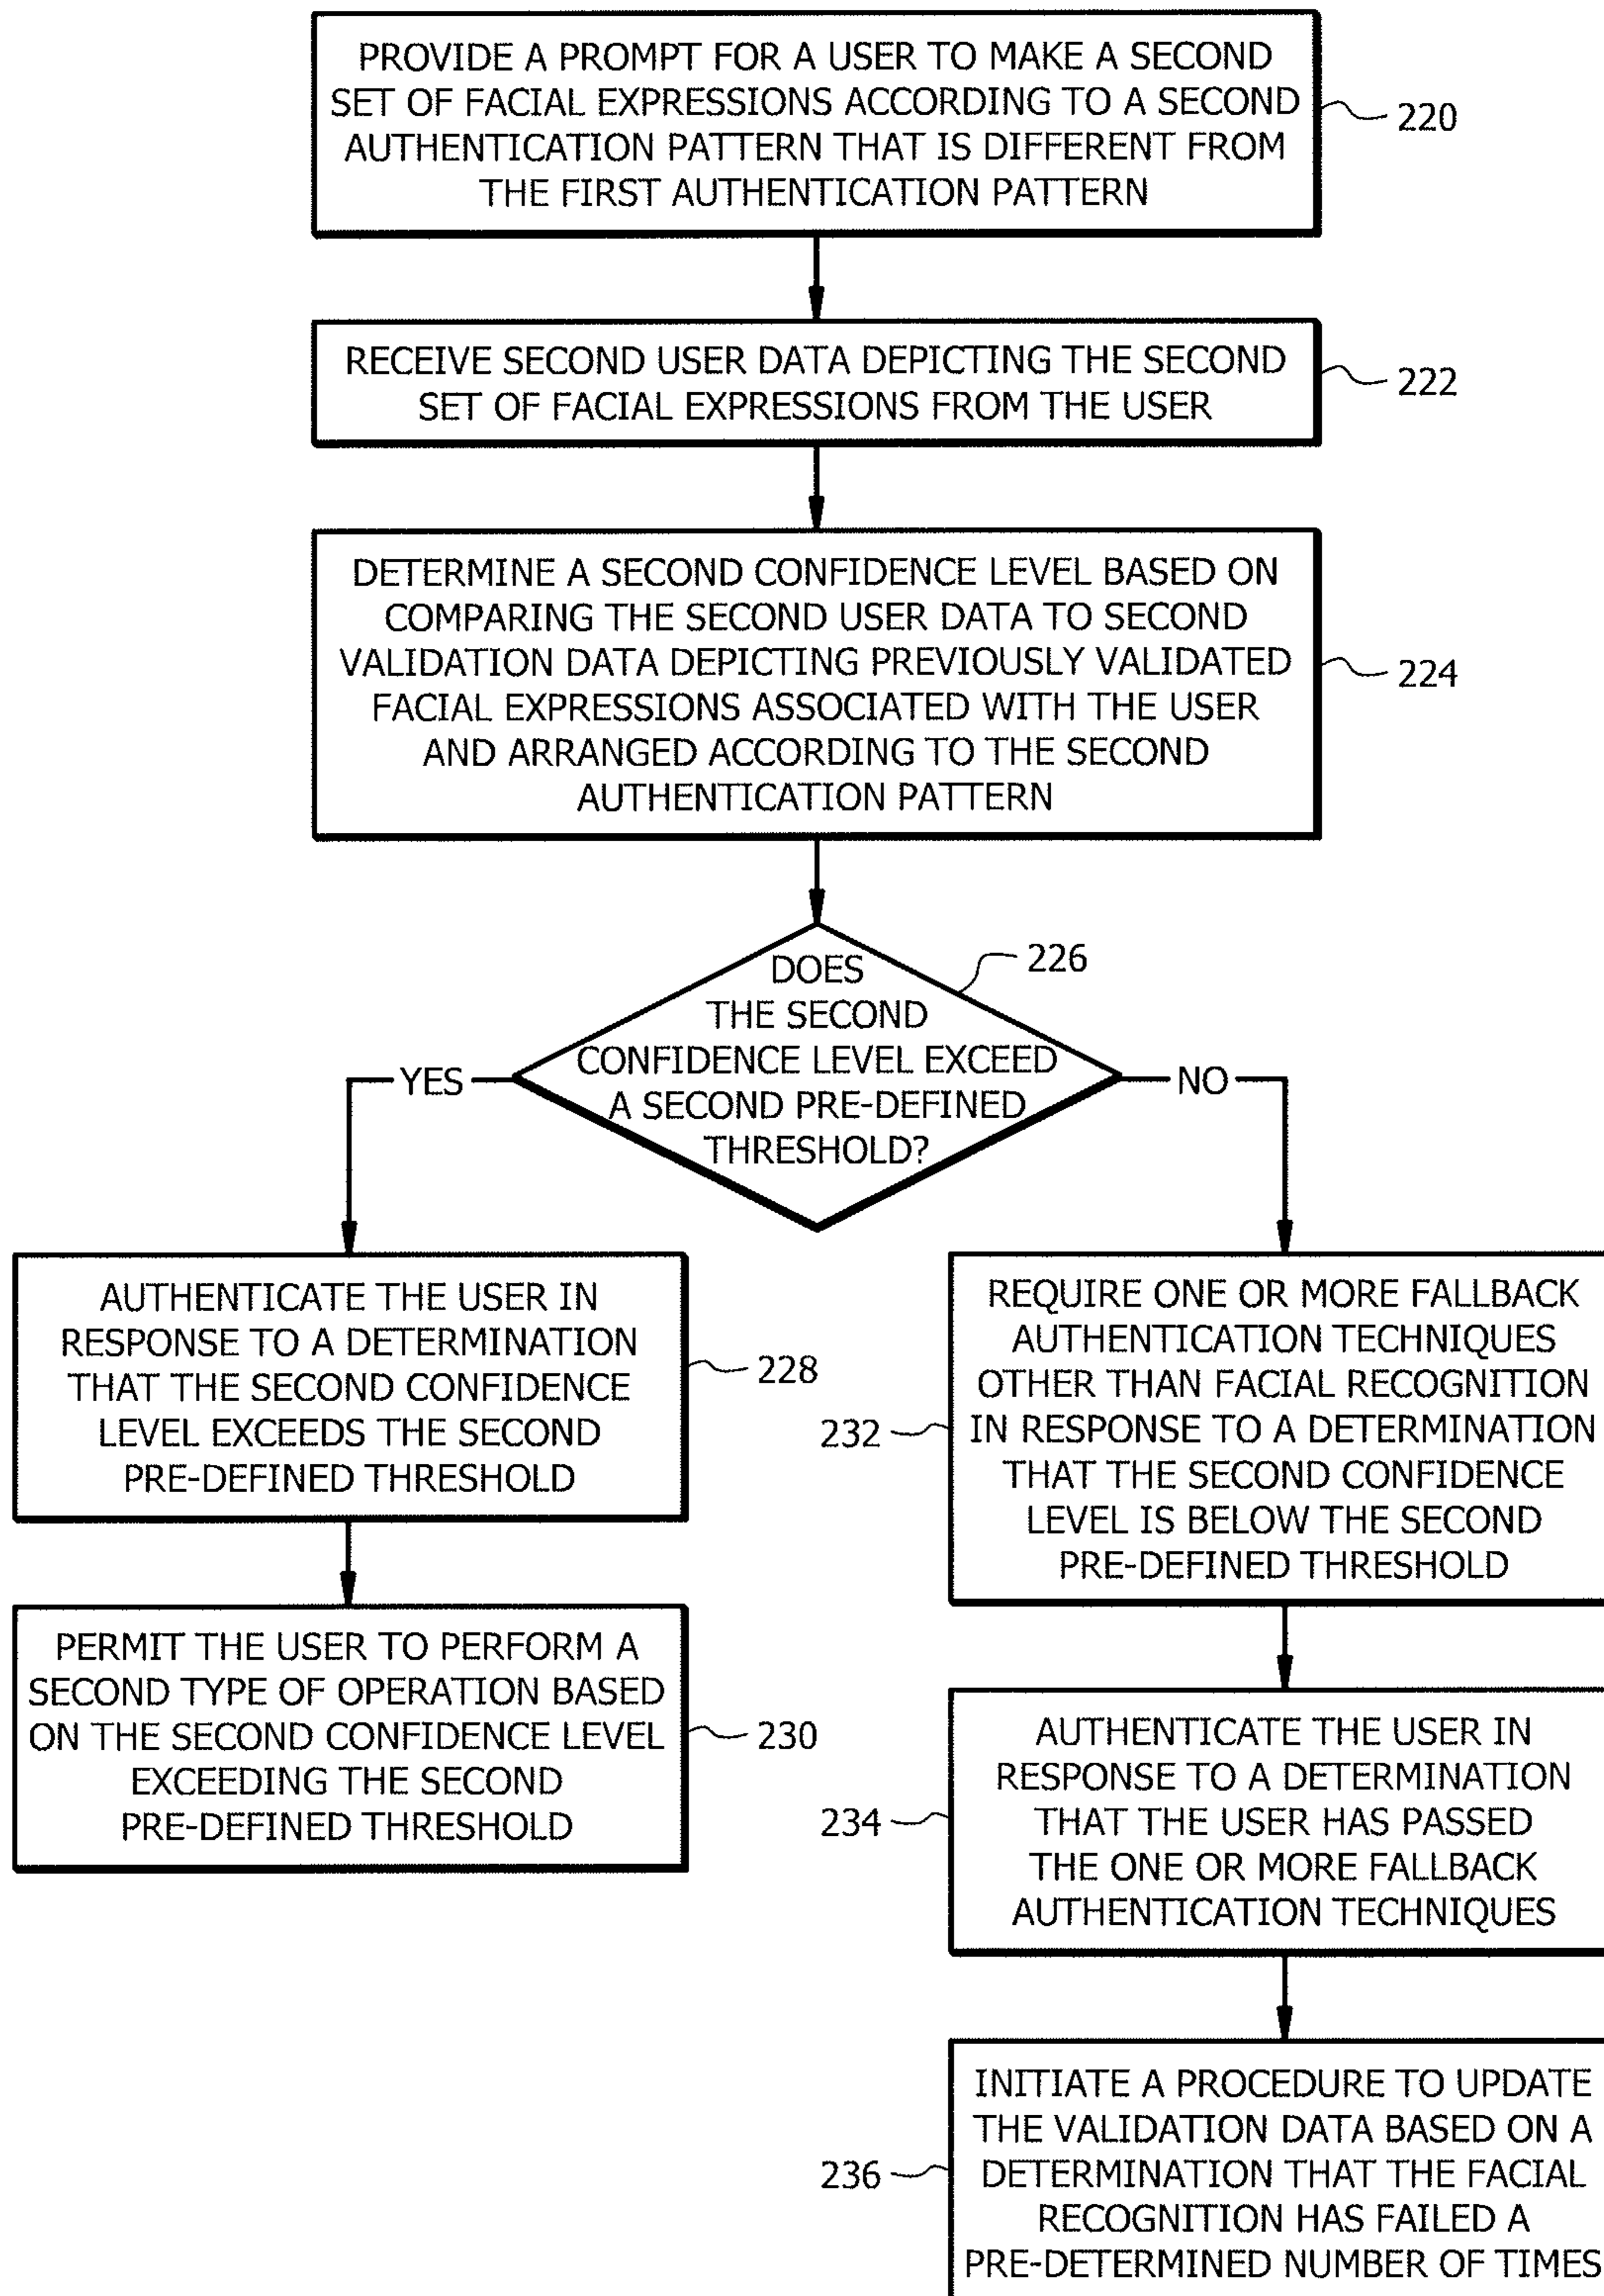 PROVIDE A PROMPT FOR A USER TO MAKE A SECOND
SET OF FACIAL EXPRESSIONS ACCORDING TO A SECOND
AUTHENTICATION PATTERN THAT IS DIFFERENT FROM
THE FIRST AUTHENTICATION PATTERN
220
RECEIVE SECOND USER DATA DEPICTING THE SECOND
SET OF FACIAL EXPRESSIONS FROM THE USER
222
DETERMINE A SECOND CONFIDENCE LEVEL BASED ON
COMPARING THE SECOND USER DATA TO SECOND
VALIDATION DATA DEPICTING PREVIOUSLY VALIDATED
FACIAL EXPRESSIONS ASSOCIATED WITH THE USER
AND ARRANGED ACCORDING TO THE SECOND
AUTHENTICATION PATTERN
224
DOES
THE SECOND
CONFIDENCE LEVEL EXCEED
A SECOND PRE-DEFINED
THRESHOLD?
226
YES
NO
AUTHENTICATE THE USER IN
RESPONSE TO A DETERMINATION
THAT THE SECOND CONFIDENCE
LEVEL EXCEEDS THE SECOND
PRE-DEFINED THRESHOLD
228
PERMIT THE USER TO PERFORM A
SECOND TYPE OF OPERATION BASED
ON THE SECOND CONFIDENCE LEVEL
EXCEEDING THE SECOND
PRE-DEFINED THRESHOLD
230
REQUIRE ONE OR MORE FALLBACK
AUTHENTICATION TECHNIQUES
OTHER THAN FACIAL RECOGNITION
IN RESPONSE TO A DETERMINATION
THAT THE SECOND CONFIDENCE
LEVEL IS BELOW THE SECOND
PRE-DEFINED THRESHOLD
232
AUTHENTICATE THE USER IN
RESPONSE TO A DETERMINATION
THAT THE USER HAS PASSED
THE ONE OR MORE FALLBACK
AUTHENTICATION TECHNIQUES
234
INITIATE A PROCEDURE TO UPDATE
THE VALIDATION DATA BASED ON A
DETERMINATION THAT THE FACIAL
RECOGNITION HAS FAILED A
PRE-DETERMINED NUMBER OF TIMES
236